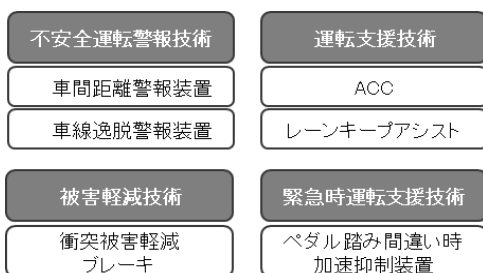 不安全運転警報技術
車間距離警報装置
車線逸脱警報装置
運転支援技術
ACC
レーンキープアシスト
被害軽減技術
衝突被害軽減
ブレーキ
緊急時運転支援技術
ペダル踏み間違い時
加速抑制装置